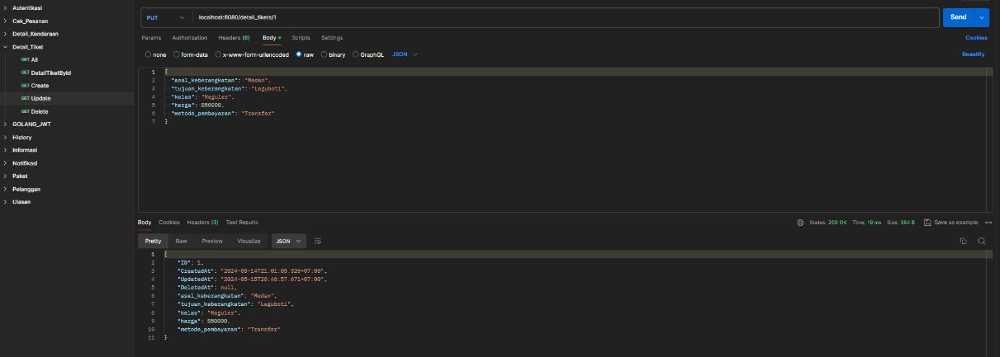 Autentikasi
Cek_Pesanan
Detail_Kendaraan
Detail_Tiket
GET All
GET DetailTiketById
GET Create
GET Update
GET Delete
GOLANG_JWT
History
Informasi
Notifikasi
Paket
Pelanggan
Ulasan
PUT localhost:8080/detail_tikets/1 Send
Params Authorization Headers (8) Body Scripts Settings Cookies
none form-data x-www-form-urlencoded raw binary GraphQL JSON Beautify
1 {
2 "asal_keberangkatan": "Medan",
3 "tujuan_keberangkatan": "Laguboti",
4 "kelas": "Reguler",
5 "harga": 850000,
6 "metode_pembayaran": "Transfer"
7 }
Body Cookies Headers (3) Test Results Status: 200 OK Time: 19 ms Size: 364 B Save as example
Pretty Raw Preview Visualize JSON
1 {
2 "ID": 1,
3 "CreatedAt": "2024-05-14T21:01:05.326+07:00",
4 "UpdatedAt": "2024-05-15T20:46:57.671+07:00",
5 "DeletedAt": null,
6 "asal_keberangkatan": "Medan",
7 "tujuan_keberangkatan": "Laguboti",
8 "kelas": "Reguler",
9 "harga": 850000,
10 "metode_pembayaran": "Transfer"
11 }